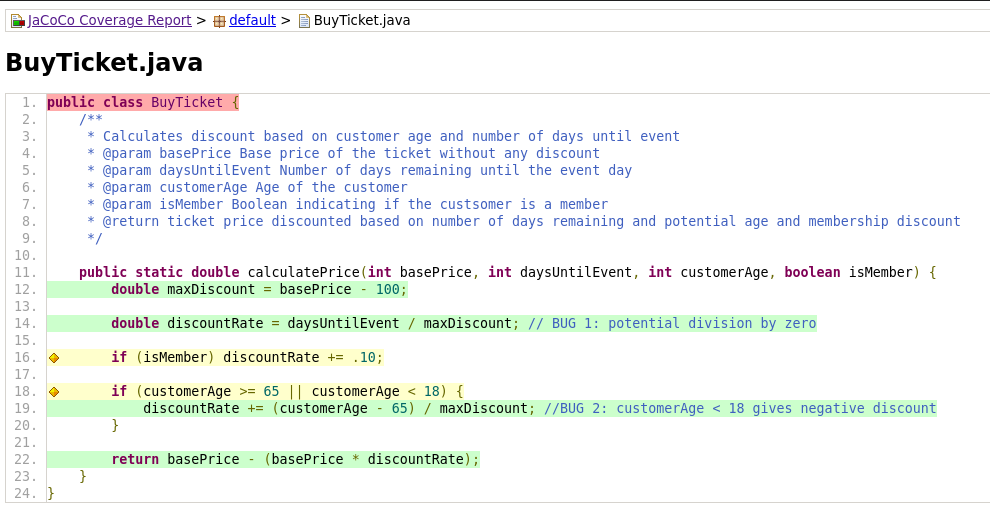 JaCoCo Coverage Report > default > BuyTicket.java
BuyTicket.java
1. public class BuyTicket {
2.     /**
3.      * Calculates discount based on customer age and number of days until event
4.      * @param basePrice Base price of the ticket without any discount
5.      * @param daysUntilEvent Number of days remaining until the event day
6.      * @param customerAge Age of the customer
7.      * @param isMember Boolean indicating if the custsomer is a member
8.      * @return ticket price discounted based on number of days remaining and potential age and membership discount
9.      */
10.
11.     public static double calculatePrice(int basePrice, int daysUntilEvent, int customerAge, boolean isMember) {
12.         double maxDiscount = basePrice - 100;
13.
14.         double discountRate = daysUntilEvent / maxDiscount; // BUG 1: potential division by zero
15.
16.         if (isMember) discountRate += .10;
17.
18.         if (customerAge >= 65 || customerAge < 18) {
19.             discountRate += (customerAge - 65) / maxDiscount; //BUG 2: customerAge < 18 gives negative discount
20.         }
21.
22.         return basePrice - (basePrice * discountRate);
23.     }
24. }